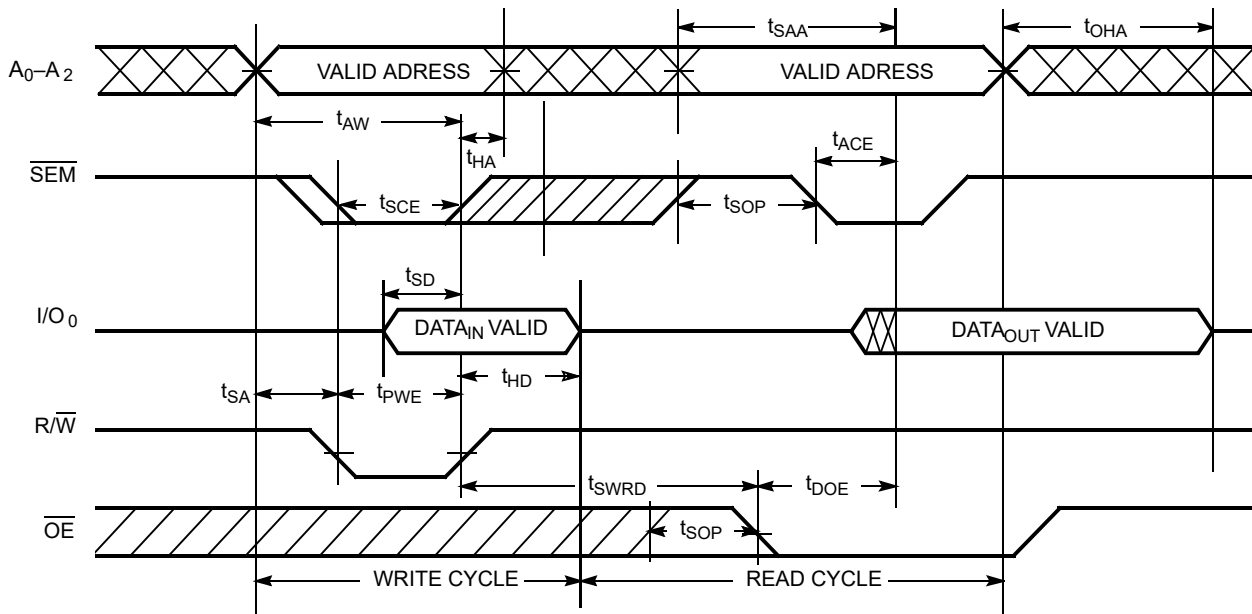 tSAA
tOHA
A0–A2
VALID ADRESS
VALID ADRESS
tAW
tHA
tACE
SEM
tSCE
tSOP
tSD
I/O0
DATAIN VALID
DATAOUT VALID
tSA
tPWE
tHD
R/W
tSWRD
tDOE
OE
tSOP
WRITE CYCLE
READ CYCLE